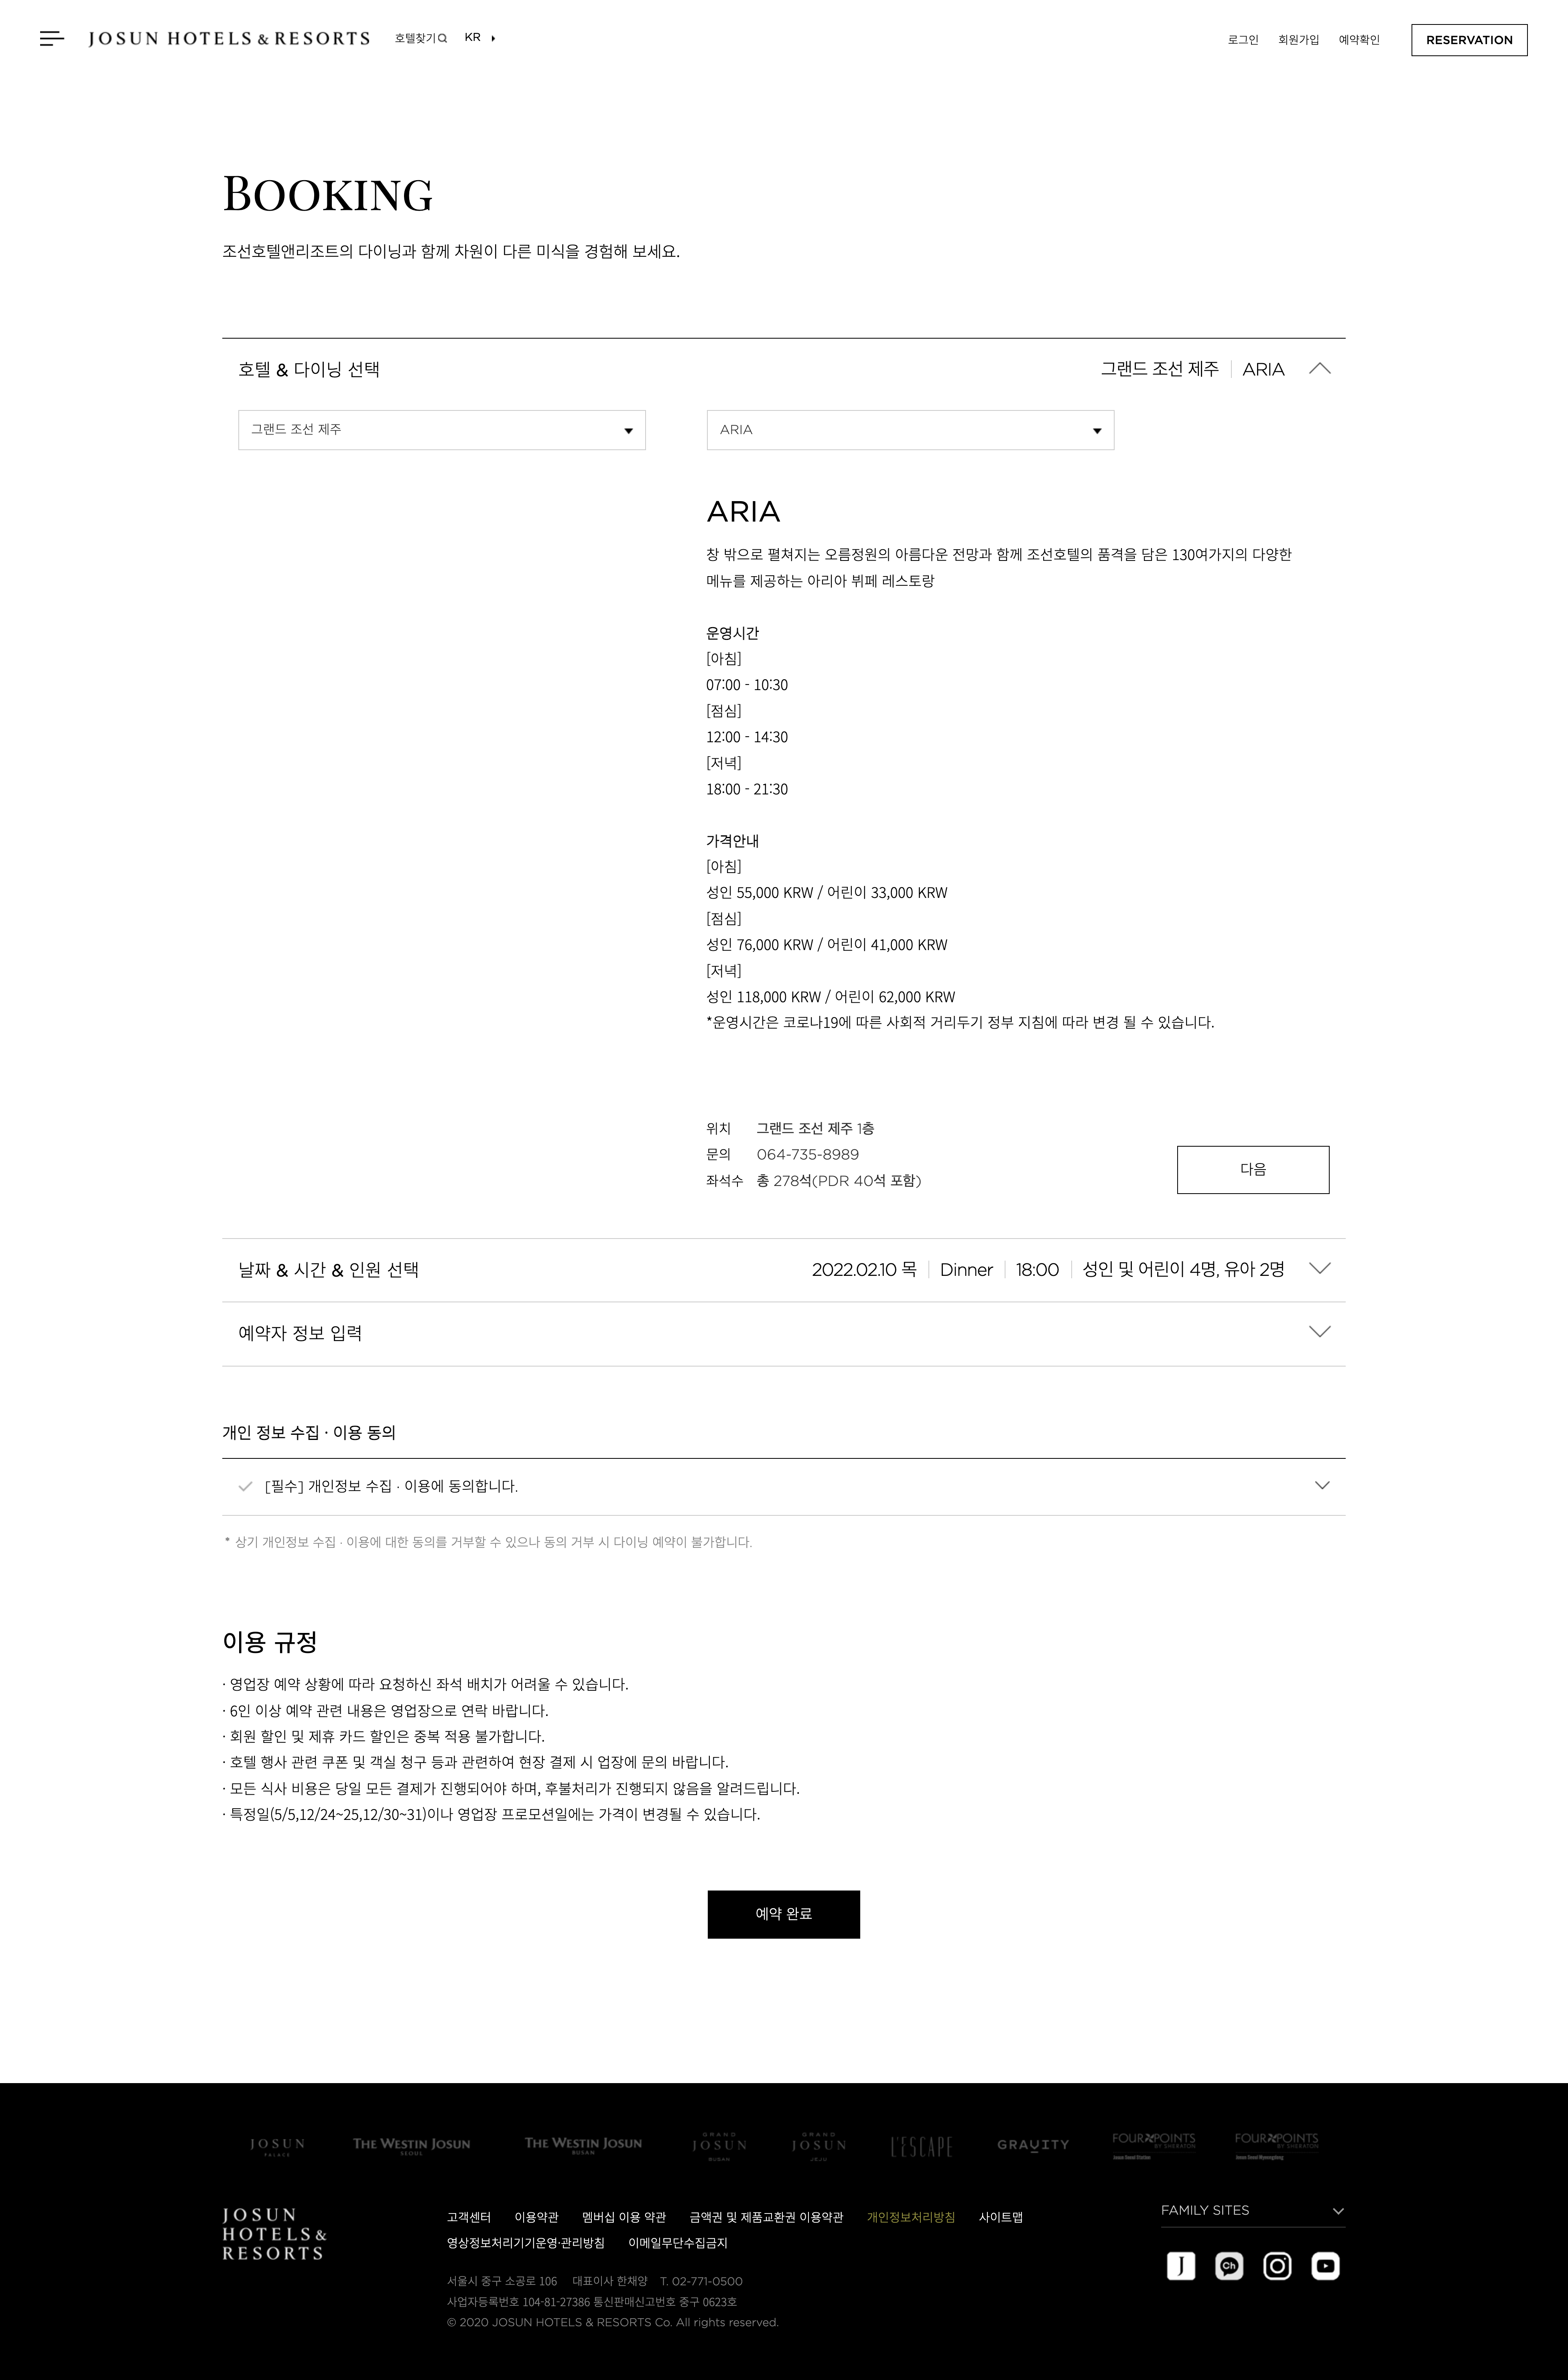 JOSUN HOTELS & RESORTS 호텔찾기 KR 로그인 회원가입 예약확인 RESERVATION
BOOKING
조선호텔앤리조트의 다이닝과 함께 차원이 다른 미식을 경험해 보세요.
호텔 & 다이닝 선택 그랜드 조선 제주 ARIA
그랜드 조선 제주 ARIA
ARIA
창 밖으로 펼쳐지는 오름정원의 아름다운 전망과 함께 조선호텔의 품격을 담은 130여가지의 다양한
메뉴를 제공하는 아리아 뷔페 레스토랑
운영시간
[아침]
07:00 - 10:30
[점심]
12:00 - 14:30
[저녁]
18:00 - 21:30
가격안내
[아침]
성인 55,000 KRW / 어린이 33,000 KRW
[점심]
성인 76,000 KRW / 어린이 41,000 KRW
[저녁]
성인 118,000 KRW / 어린이 62,000 KRW
*운영시간은 코로나19에 따른 사회적 거리두기 정부 지침에 따라 변경 될 수 있습니다.
위치 그랜드 조선 제주 1층
문의 064-735-8989
좌석수 총 278석(PDR 40석 포함)
다음
날짜 & 시간 & 인원 선택 2022.02.10 목 Dinner 18:00 성인 및 어린이 4명, 유아 2명
예약자 정보 입력
개인 정보 수집 · 이용 동의
[필수] 개인정보 수집 · 이용에 동의합니다.
* 상기 개인정보 수집 · 이용에 대한 동의를 거부할 수 있으나 동의 거부 시 다이닝 예약이 불가합니다.
이용 규정
· 영업장 예약 상황에 따라 요청하신 좌석 배치가 어려울 수 있습니다.
· 6인 이상 예약 관련 내용은 영업장으로 연락 바랍니다.
· 회원 할인 및 제휴 카드 할인은 중복 적용 불가합니다.
· 호텔 행사 관련 쿠폰 및 객실 청구 등과 관련하여 현장 결제 시 업장에 문의 바랍니다.
· 모든 식사 비용은 당일 모든 결제가 진행되어야 하며, 후불처리가 진행되지 않음을 알려드립니다.
· 특정일(5/5,12/24~25,12/30~31)이나 영업장 프로모션일에는 가격이 변경될 수 있습니다.
예약 완료
JOSUN PALACE
THE WESTIN JOSUN SEOUL
THE WESTIN JOSUN BUSAN
GRAND JOSUN BUSAN
GRAND JOSUN JEJU
L'ESCAPE
GRAVITY
FOUR POINTS BY SHERATON Josun Seoul Station
FOUR POINTS BY SHERATON Josun Seoul Myeongdong
JOSUN
HOTELS &
RESORTS
고객센터 이용약관 멤버십 이용 약관 금액권 및 제품교환권 이용약관 개인정보처리방침 사이트맵
영상정보처리기기운영·관리방침 이메일무단수집금지
서울시 중구 소공로 106 대표이사 한채양 T. 02-771-0500
사업자등록번호 104-81-27386 통신판매신고번호 중구 0623호
© 2020 JOSUN HOTELS & RESORTS Co. All rights reserved.
FAMILY SITES
J Ch